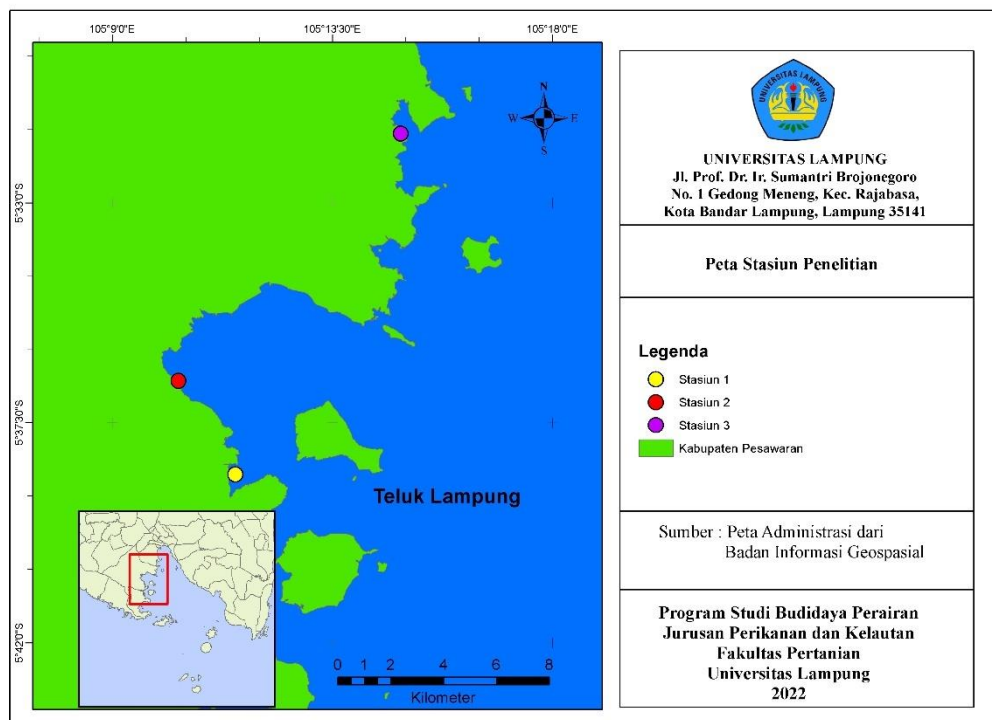 105°9'0"E
105°13'30"E
105°18'0"E
5°33'0"S
5°37'30"S
5°42'0"S
N
W
E
S
Teluk Lampung
0
2
4
6
8
Kilometer
UNIVERSITAS LAMPUNG
UNIVERSITAS LAMPUNG
Jl. Prof. Dr. Ir. Sumantri Brojonegoro
No. 1 Gedong Meneng, Kec. Rajabasa,
Kota Bandar Lampung, Lampung 35141
Peta Stasiun Penelitian
Legenda
Stasiun 1
Stasiun 2
Stasiun 3
Kabupaten Pesawaran
Sumber : Peta Administrasi dari
Badan Informasi Geospasial
Program Studi Budidaya Perairan
Jurusan Perikanan dan Kelautan
Fakultas Pertanian
Universitas Lampung
2022